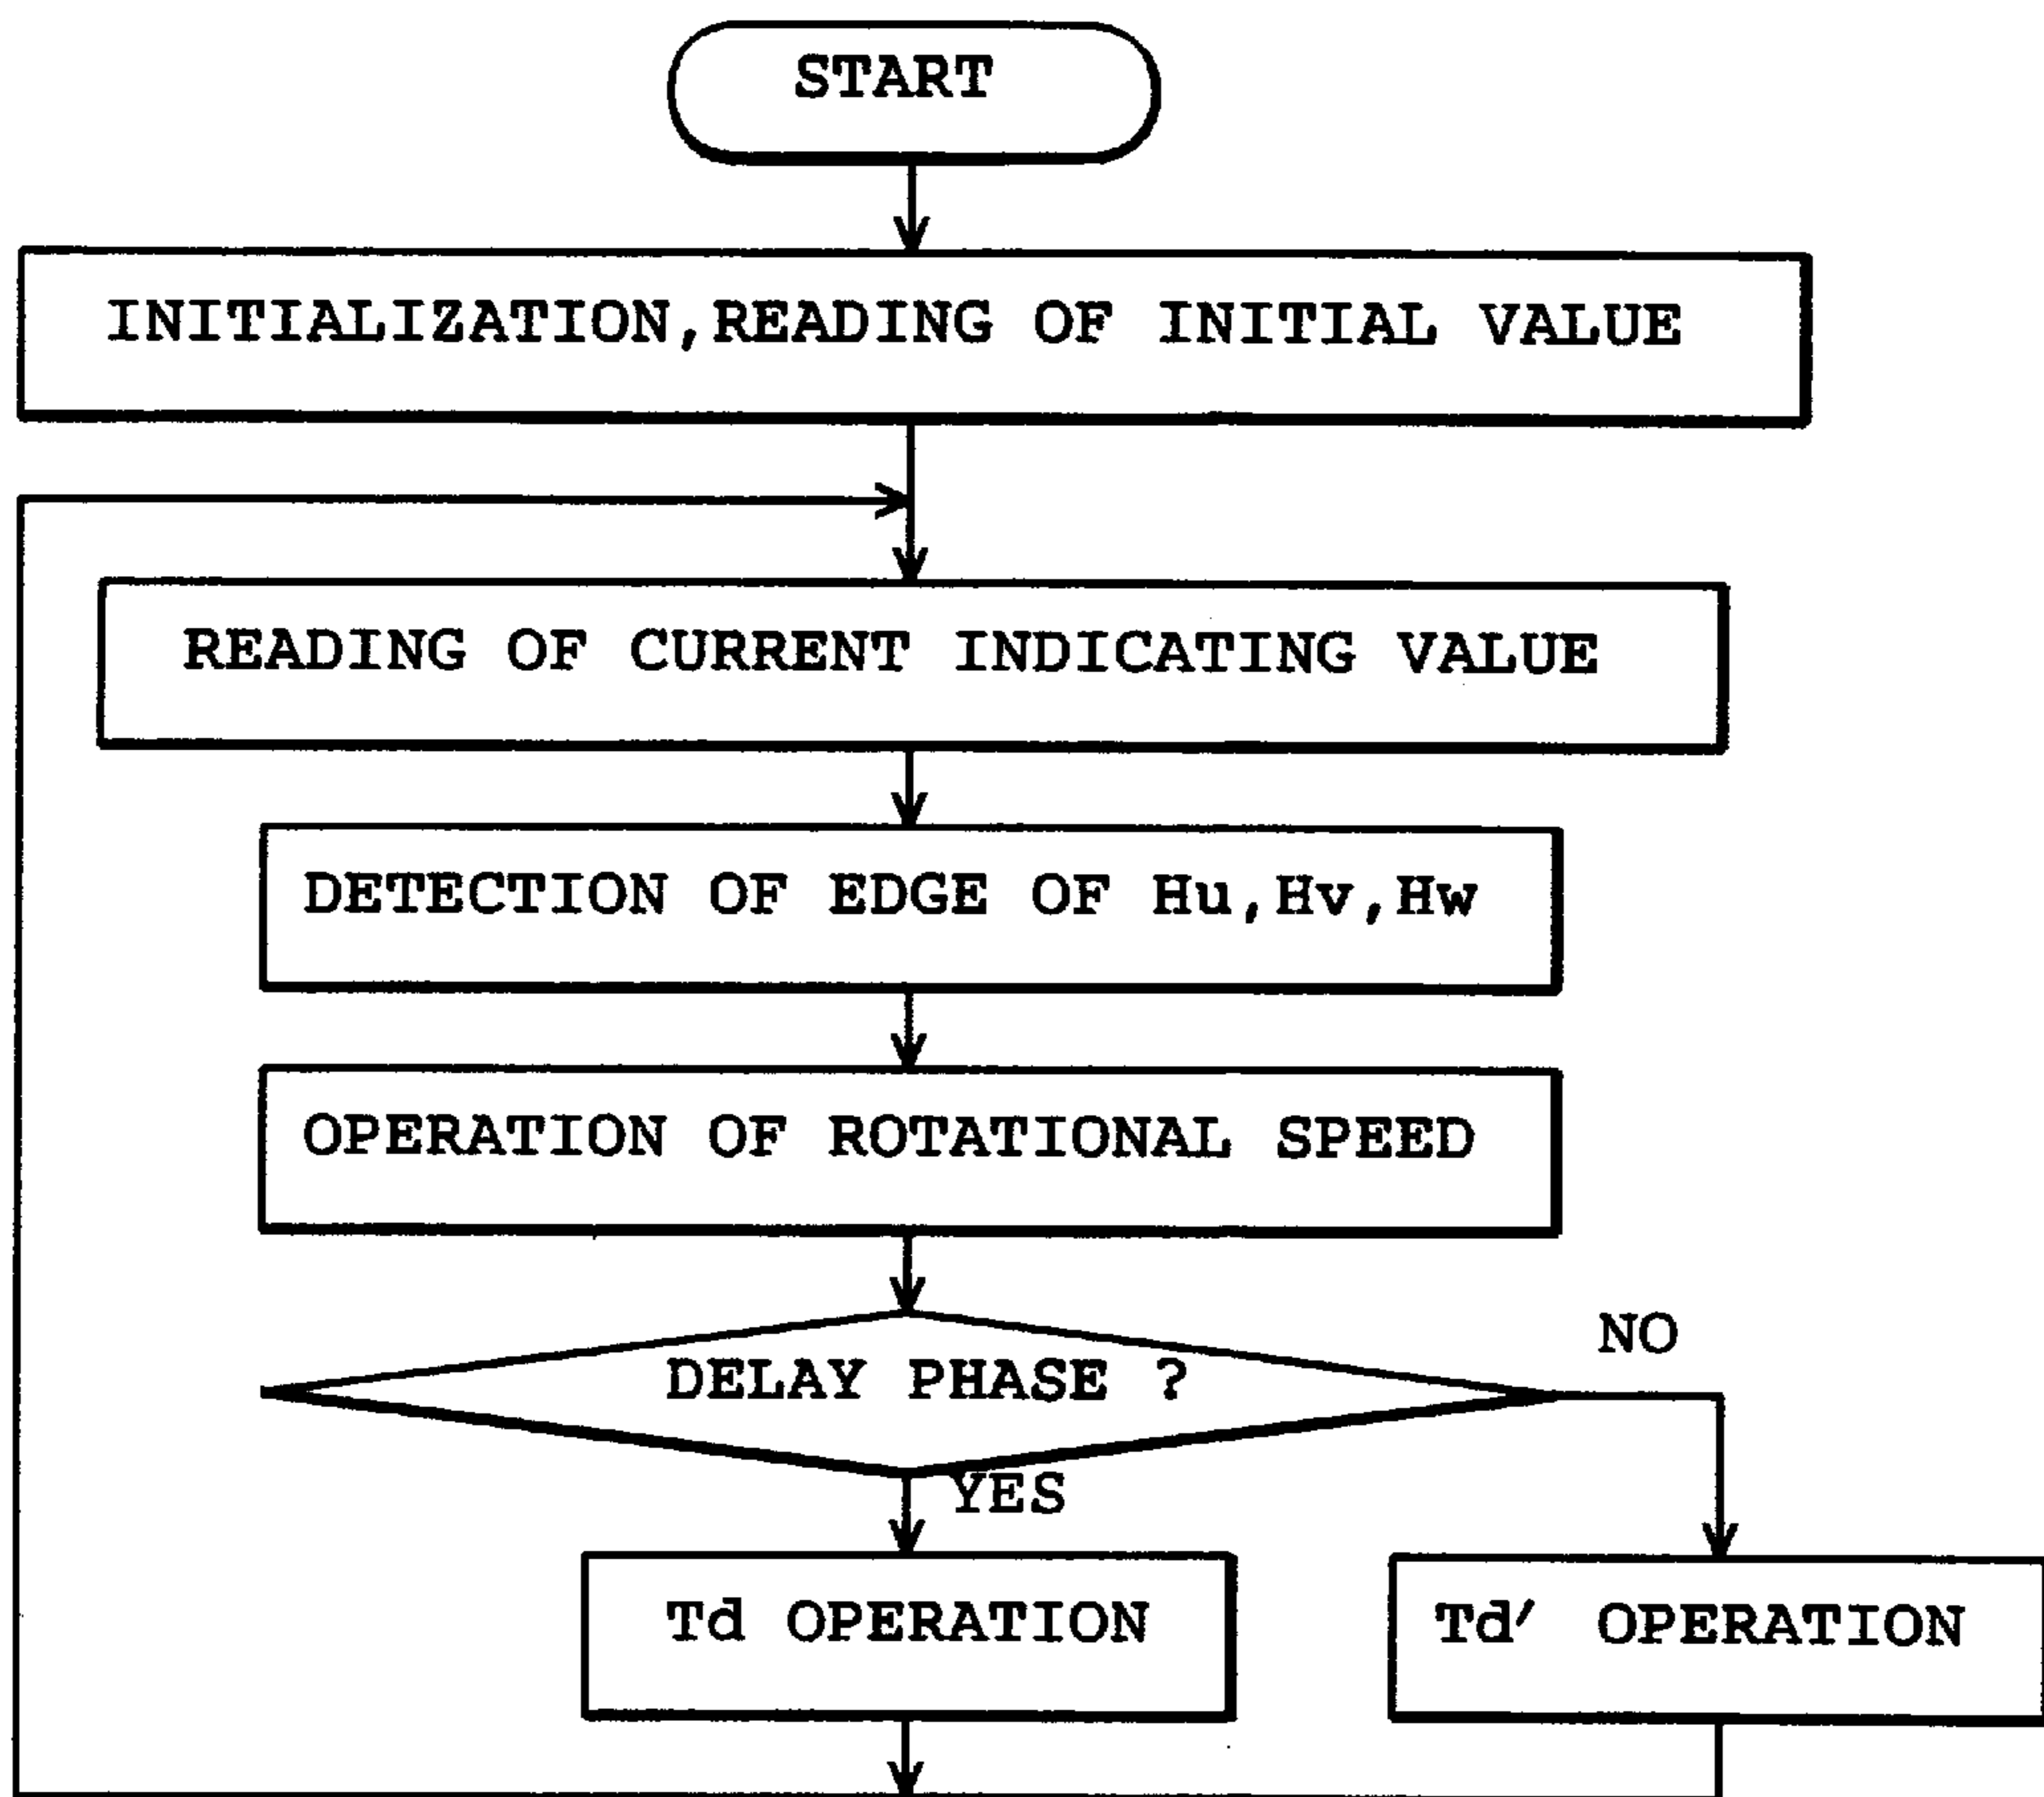 START
INITIALIZATION,READING OF INITIAL VALUE
READING OF CURRENT INDICATING VALUE
DETECTION OF EDGE OF Hu,Hv,Hw
OPERATION OF ROTATIONAL SPEED
DELAY PHASE ?
NO
YES
Td OPERATION
Td′ OPERATION